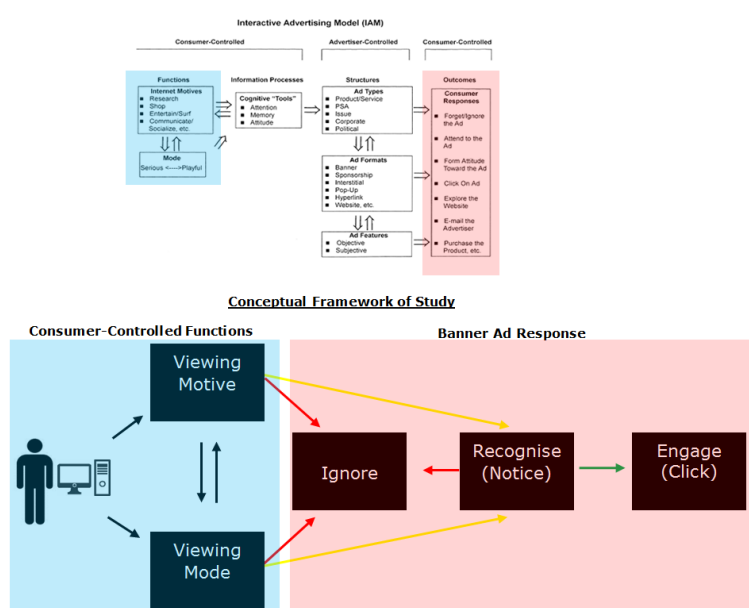 Interactive Advertising Model (IAM)
Consumer-Controlled
Advertiser-Controlled
Consumer-Controlled
Functions
Internet Motives
■ Research
■ Shop
■ Entertain/Surf
■ Communicate/
Socialize, etc.
Mode
Serious <---->Playful
Information Processes
Cognitive "Tools"
■ Attention
■ Memory
■ Attitude
Structures
Ad Types
■ Product/Service
■ PSA
■ Issue
■ Corporate
■ Political
Ad Formats
■ Banner
■ Sponsorship
■ Interstitial
■ Pop-Up
■ Hyperlink
■ Website, etc.
Ad Features
■ Objective
■ Subjective
Outcomes
Consumer
Responses
■ Forget/Ignore
the Ad
■ Attend to the
Ad
■ Form Attitude
Toward the Ad
■ Click On Ad
■ Explore the
Website
■ E-mail the
Advertiser
■ Purchase the
Product, etc.
Conceptual Framework of Study
Consumer-Controlled Functions
Banner Ad Response
Viewing
Motive
Viewing
Mode
Ignore
Recognise
(Notice)
Engage
(Click)